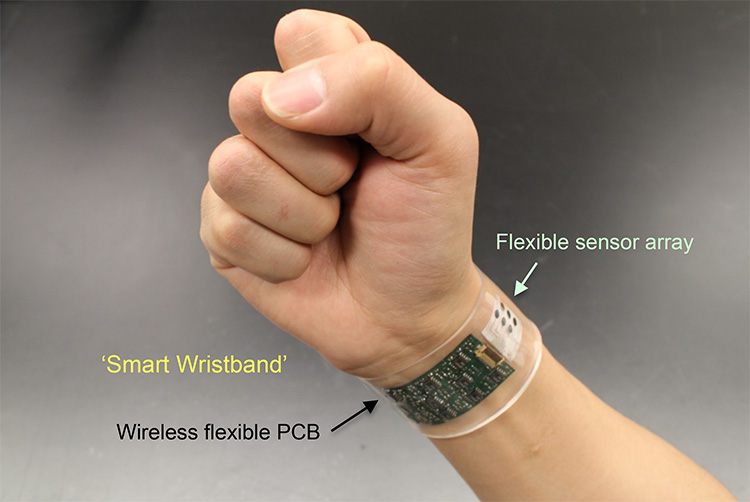 Flexible sensor array
‘Smart Wristband’
Wireless flexible PCB